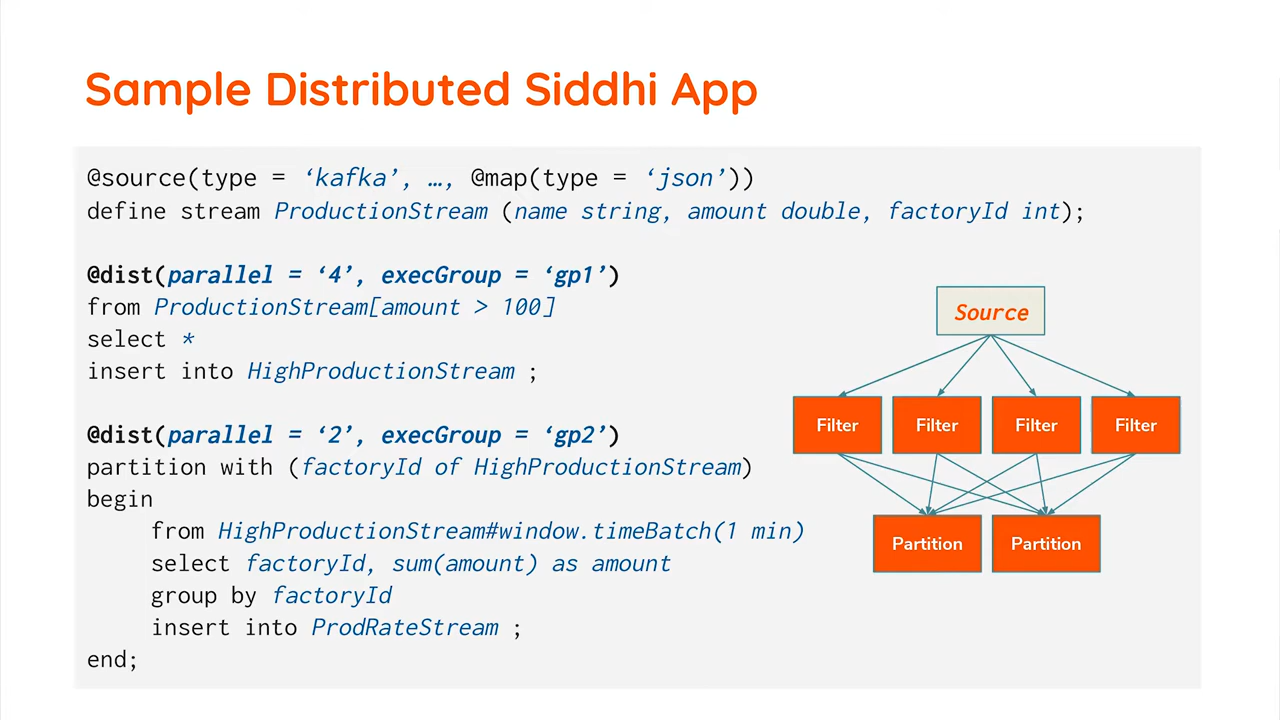 Sample Distributed Siddhi App
@source(type = ‘kafka’, …, @map(type = ‘json’))
define stream ProductionStream (name string, amount double, factoryId int);
@dist(parallel = ‘4’, execGroup = ‘gp1’)
from ProductionStream[amount > 100]
select *
insert into HighProductionStream ;
@dist(parallel = ‘2’, execGroup = ‘gp2’)
partition with (factoryId of HighProductionStream)
begin
from HighProductionStream#window.timeBatch(1 min)
select factoryId, sum(amount) as amount
group by factoryId
insert into ProdRateStream ;
end;
Source
Filter Filter Filter Filter
Partition Partition